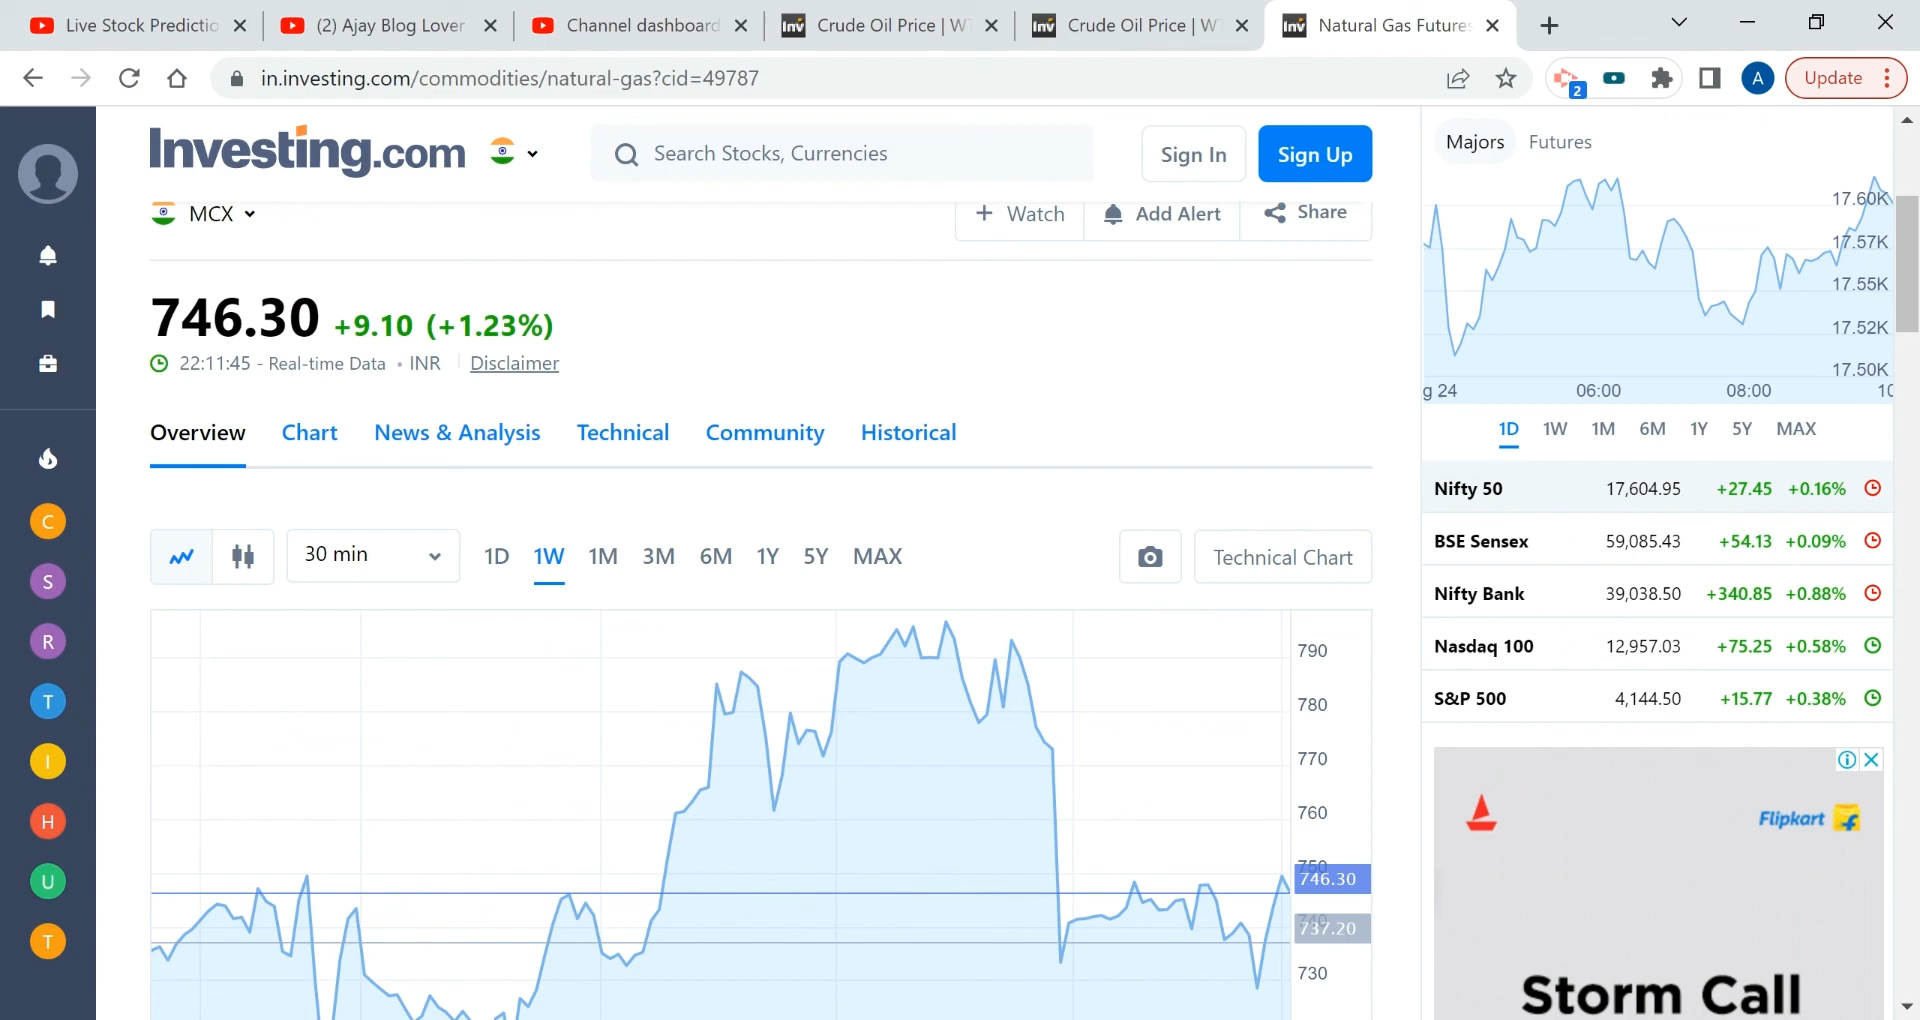 Live Stock Predictio
(2) Ajay Blog Lover
Channel dashboard
Crude Oil Price | WT
Crude Oil Price | WT
Natural Gas Futures
in.investing.com/commodities/natural-gas?cid=49787
2
A
Update
Investing.com
Search Stocks, Currencies
Sign In
Sign Up
MCX
+ Watch
Add Alert
Share
746.30 +9.10 (+1.23%)
22:11:45 - Real-time Data • INR
Disclaimer
Overview
Chart
News & Analysis
Technical
Community
Historical
30 min
1D 1W 1M 3M 6M 1Y 5Y MAX
Technical Chart
790
780
770
760
750
746.30
740
737.20
730
C
S
R
T
I
H
U
T
Majors
Futures
17.60K
17.57K
17.55K
17.52K
17.50K
g 24 06:00 08:00 10
1D 1W 1M 6M 1Y 5Y MAX
Nifty 50 17,604.95 +27.45 +0.16%
BSE Sensex 59,085.43 +54.13 +0.09%
Nifty Bank 39,038.50 +340.85 +0.88%
Nasdaq 100 12,957.03 +75.25 +0.58%
S&P 500 4,144.50 +15.77 +0.38%
Flipkart
Storm Call